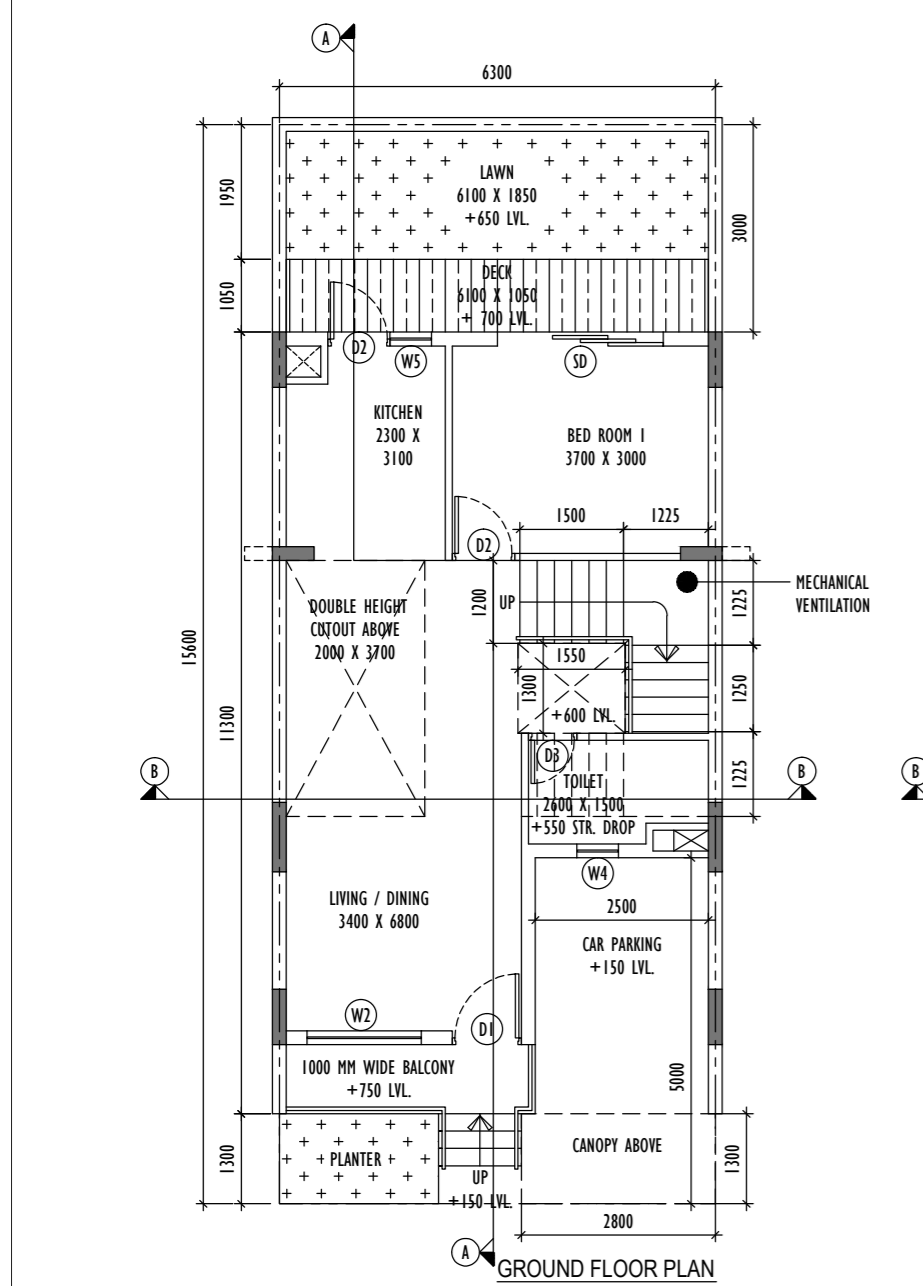 A
6300
1950
LAWN
6100 X 1850
+650 LVL.
3000
1050
DECK
6100 X 1050
+ 700 LVL.
D2
W5
SD
KITCHEN
2300 X
3100
BED ROOM 1
3700 X 3000
1500
1225
D2
MECHANICAL
VENTILATION
1200
UP
1225
DOUBLE HEIGHT
CUTOUT ABOVE
2000 X 3700
15600
11300
1550
1300
1250
+600 LVL.
D3
B
TOILET
2600 X 1500
+550 STR. DROP
1225
B
B
W4
LIVING / DINING
3400 X 6800
2500
CAR PARKING
+150 LVL.
W2
D1
1000 MM WIDE BALCONY
+750 LVL.
5000
1300
PLANTER
CANOPY ABOVE
1300
UP
+150 LVL.
2800
A
GROUND FLOOR PLAN